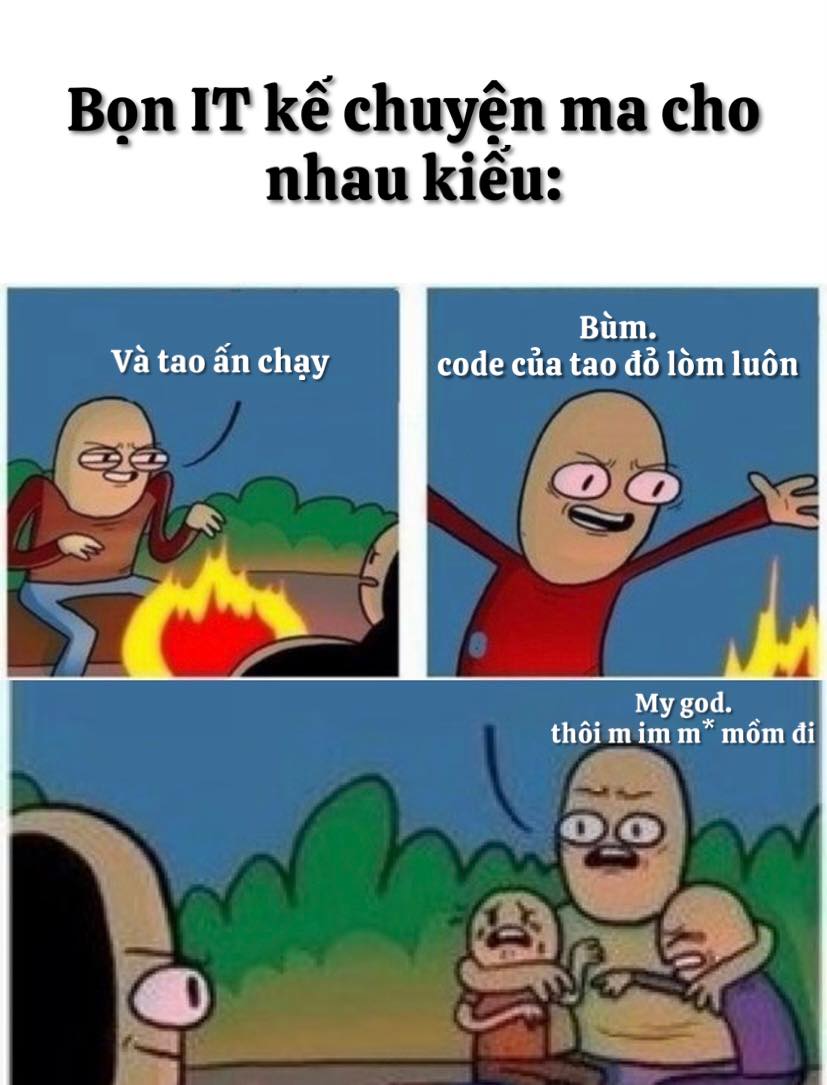 Bọn IT kể chuyện ma cho
nhau kiểu:
Và tao ấn chạy
Bùm.
code của tao đỏ lòm luôn
My god.
thôi m im m* mồm đi